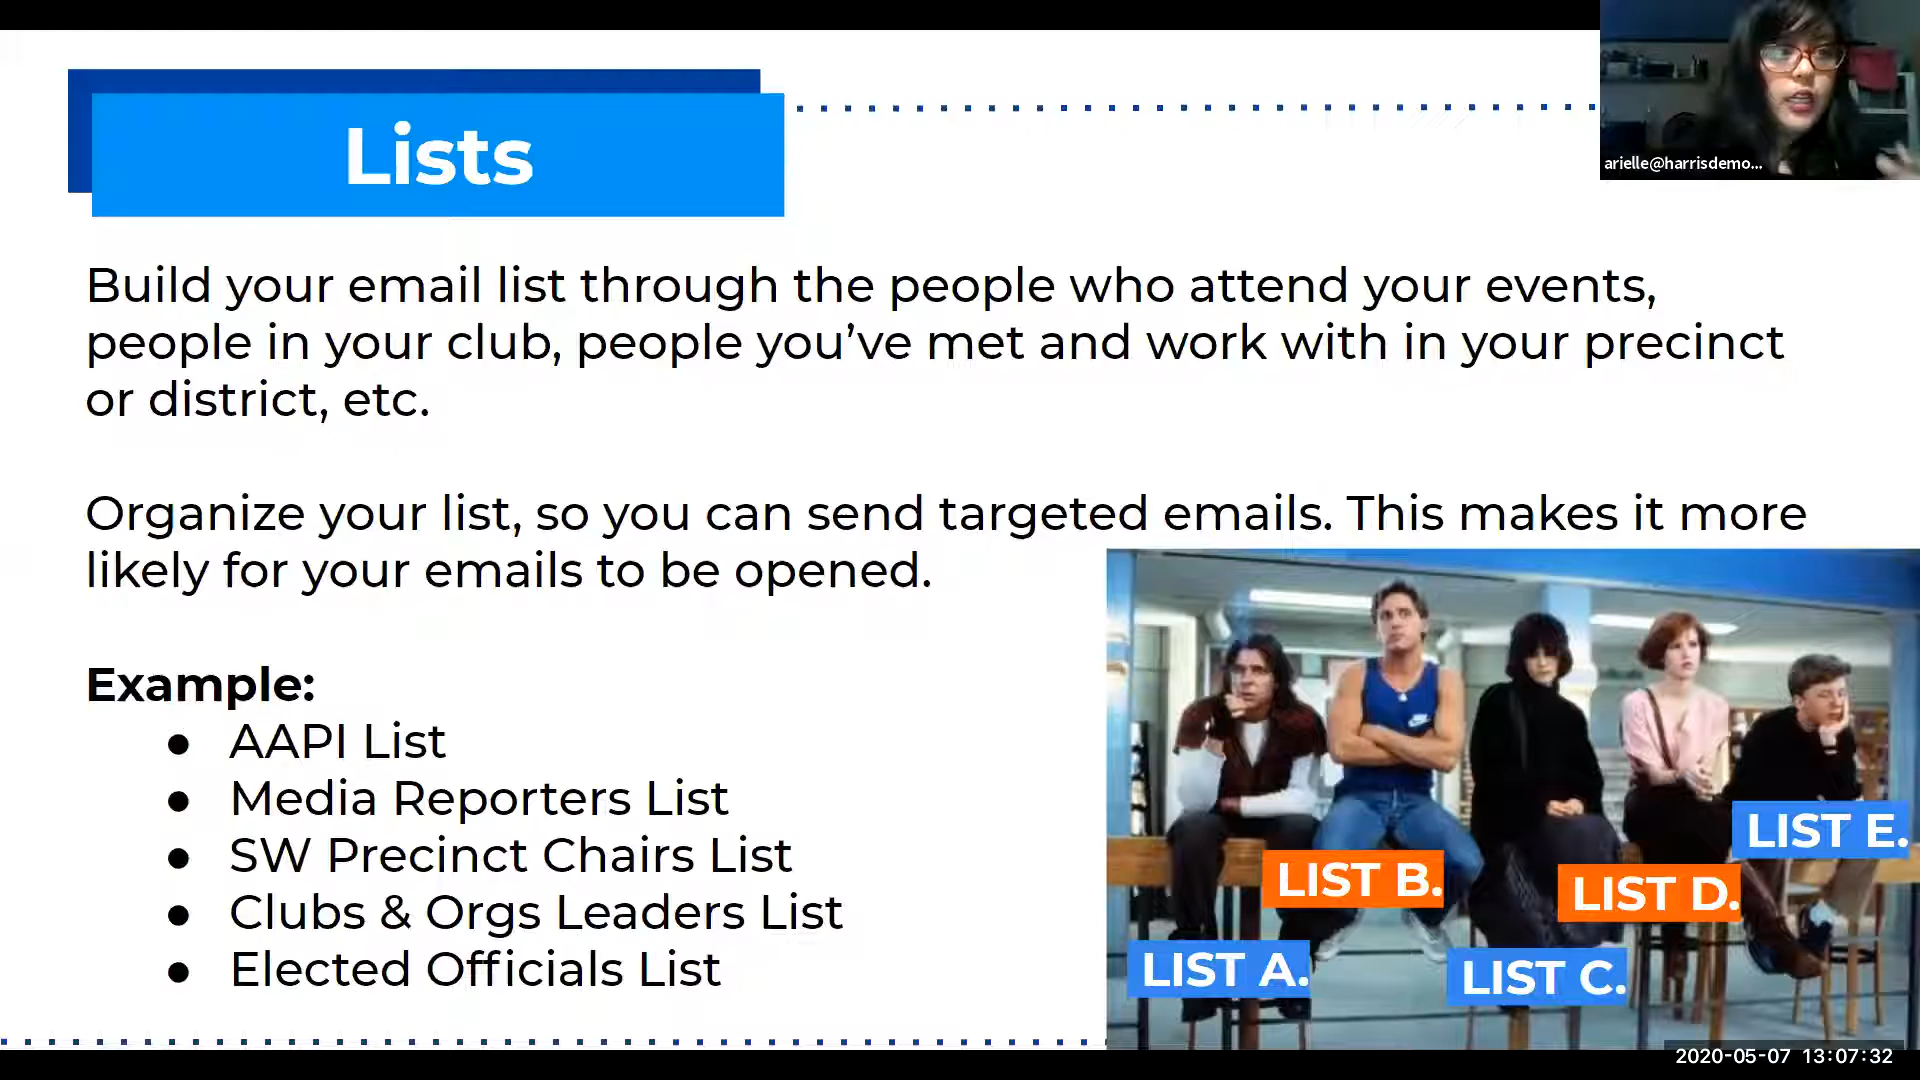 Lists
arielle@harrisdemo...
Build your email list through the people who attend your events,
people in your club, people you’ve met and work with in your precinct
or district, etc.
Organize your list, so you can send targeted emails. This makes it more
likely for your emails to be opened.
Example:
● AAPI List
● Media Reporters List
● SW Precinct Chairs List
● Clubs & Orgs Leaders List
● Elected Officials List
LIST A.
LIST B.
LIST C.
LIST D.
LIST E.
2020-05-07 13:07:32